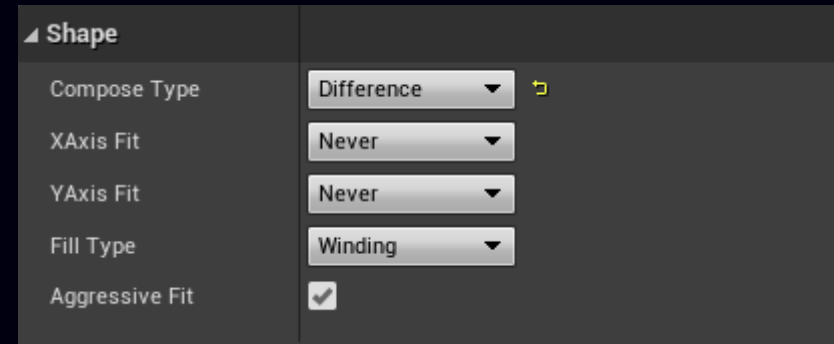 Shape
Compose Type Difference
XAxis Fit Never
YAxis Fit Never
Fill Type Winding
Aggressive Fit